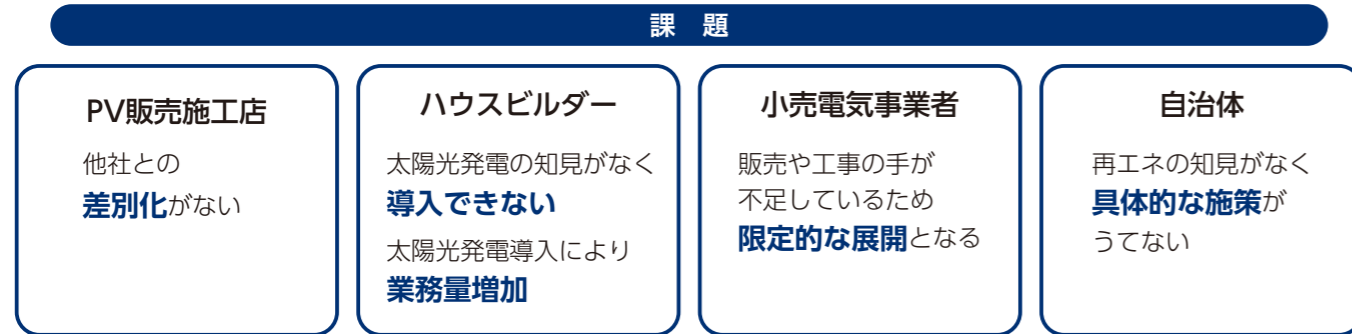 課 題
PV販売施工店
他社との
差別化がない
ハウスビルダー
太陽光発電の知見がなく
導入できない
太陽光発電導入により
業務量増加
小売電気事業者
販売や工事の手が
不足しているため
限定的な展開となる
自治体
再エネの知見がなく
具体的な施策が
うてない